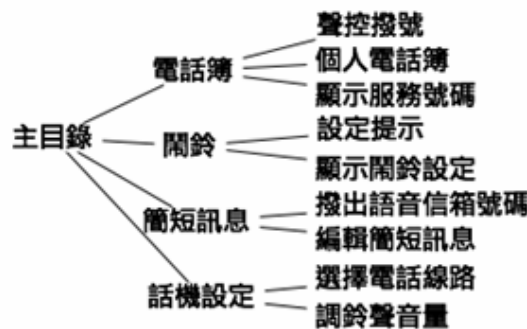 主目錄
電話簿
聲控撥號
個人電話簿
顯示服務號碼
鬧鈴
設定提示
顯示鬧鈴設定
簡短訊息
撥出語音信箱號碼
編輯簡短訊息
話機設定
選擇電話線路
調鈴聲音量